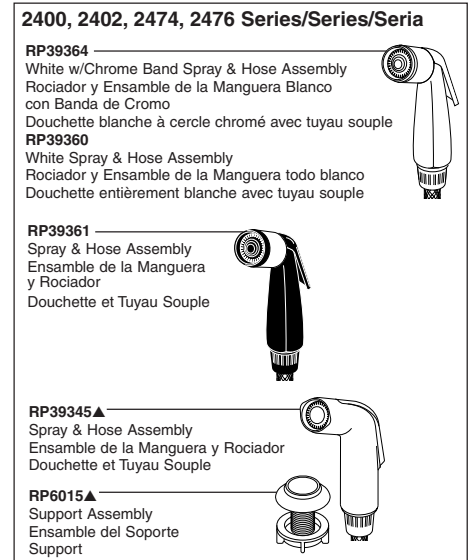 2400, 2402, 2474, 2476 Series/Series/Seria
RP39364
White w/Chrome Band Spray & Hose Assembly
Rociador y Ensamble de la Manguera Blanco
con Banda de Cromo
Douchette blanche à cercle chromé avec tuyau souple
RP39360
White Spray & Hose Assembly
Rociador y Ensamble de la Manguera todo blanco
Douchette entièrement blanche avec tuyau souple
RP39361
Spray & Hose Assembly
Ensamble de la Manguera
y Rociador
Douchette et Tuyau Souple
RP39345▲
Spray & Hose Assembly
Ensamble de la Manguera y Rociador
Douchette et Tuyau Souple
RP6015▲
Support Assembly
Ensamble del Soporte
Support